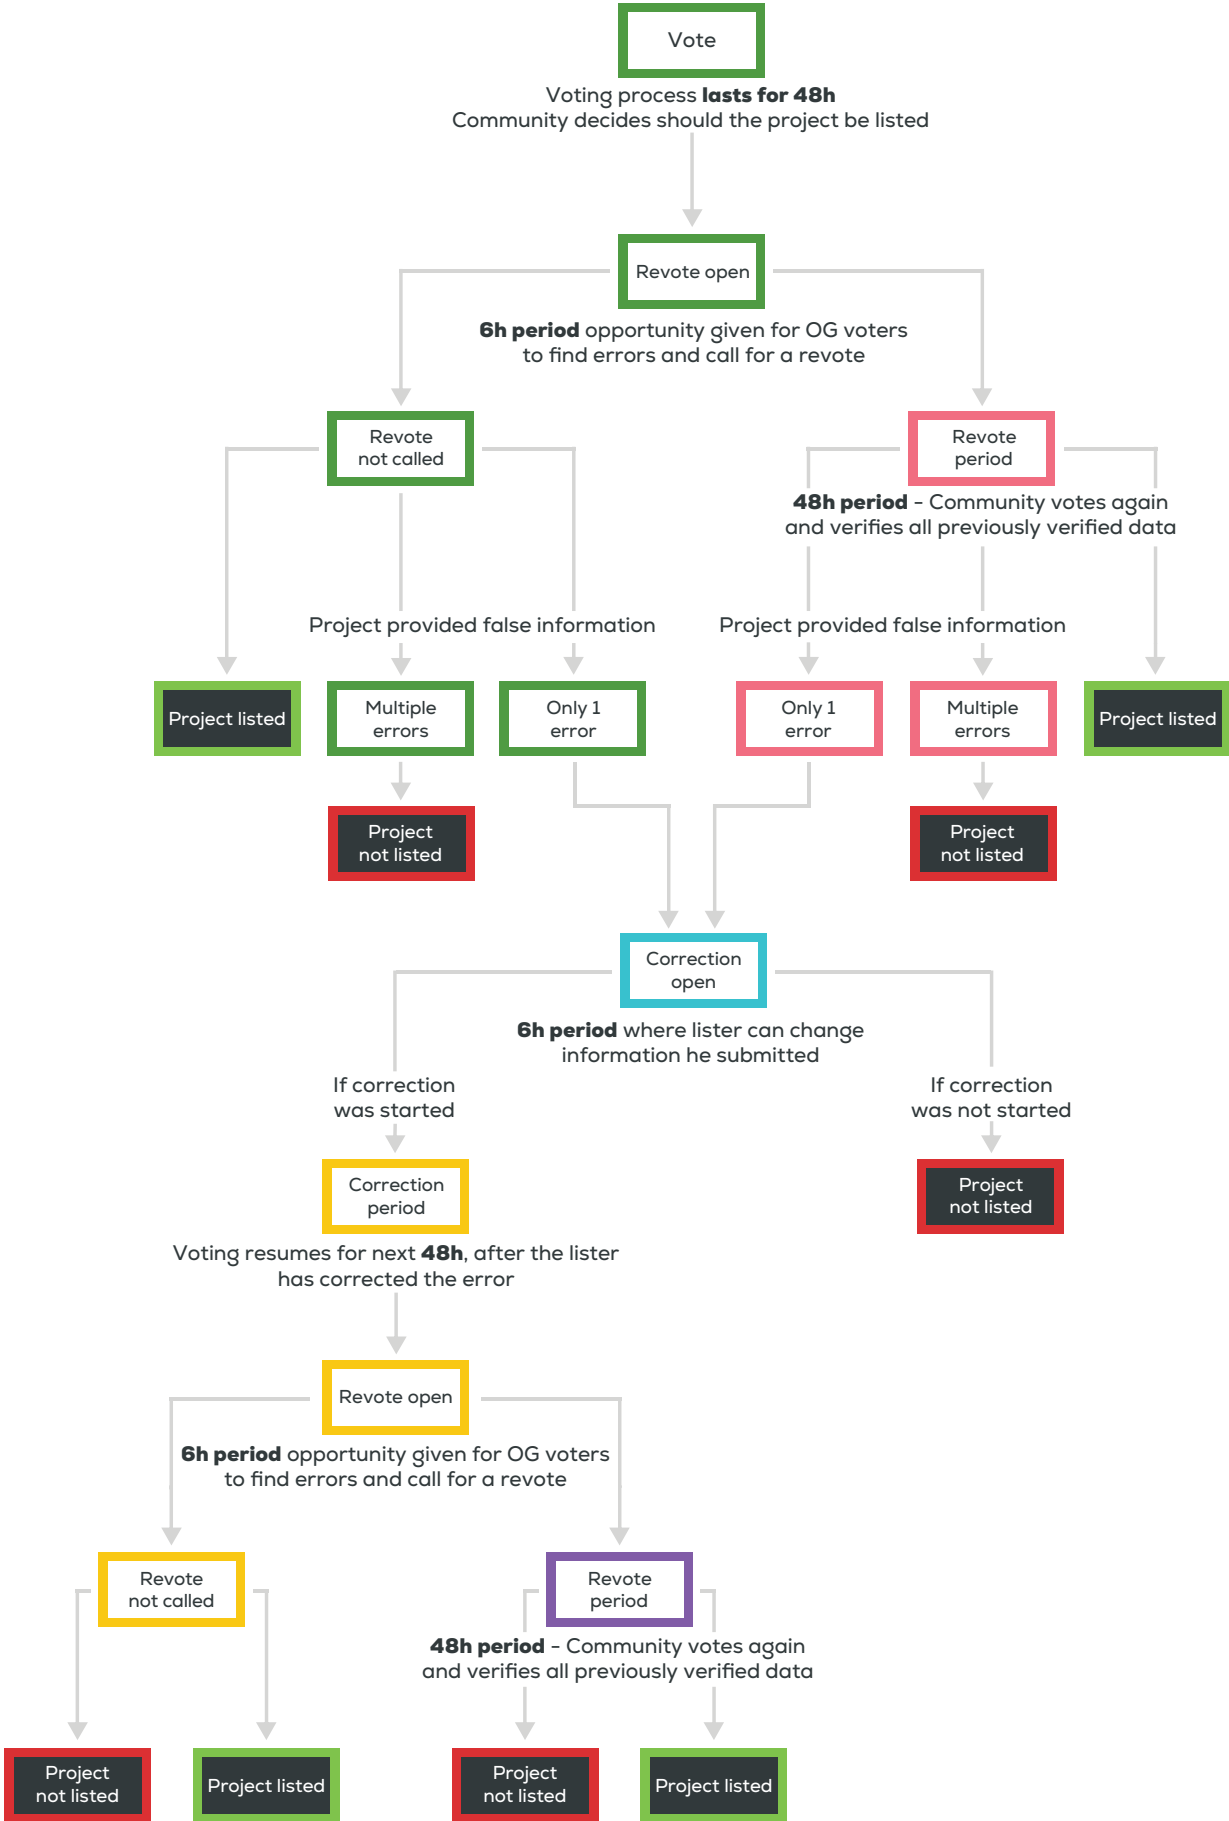 Vote
Voting process lasts for 48h
Community decides should the project be listed
Revote open
6h period opportunity given for OG voters
to find errors and call for a revote
Revote
not called
Revote
period
48h period - Community votes again
and verifies all previously verified data
Project provided false information
Project provided false information
Project listed
Multiple
errors
Only 1
error
Only 1
error
Multiple
errors
Project listed
Project
not listed
Project
not listed
Correction
open
6h period where lister can change
information he submitted
If correction
was started
If correction
was not started
Correction
period
Project
not listed
Voting resumes for next 48h, after the lister
has corrected the error
Revote open
6h period opportunity given for OG voters
to find errors and call for a revote
Revote
not called
Revote
period
48h period - Community votes again
and verifies all previously verified data
Project
not listed
Project listed
Project
not listed
Project listed